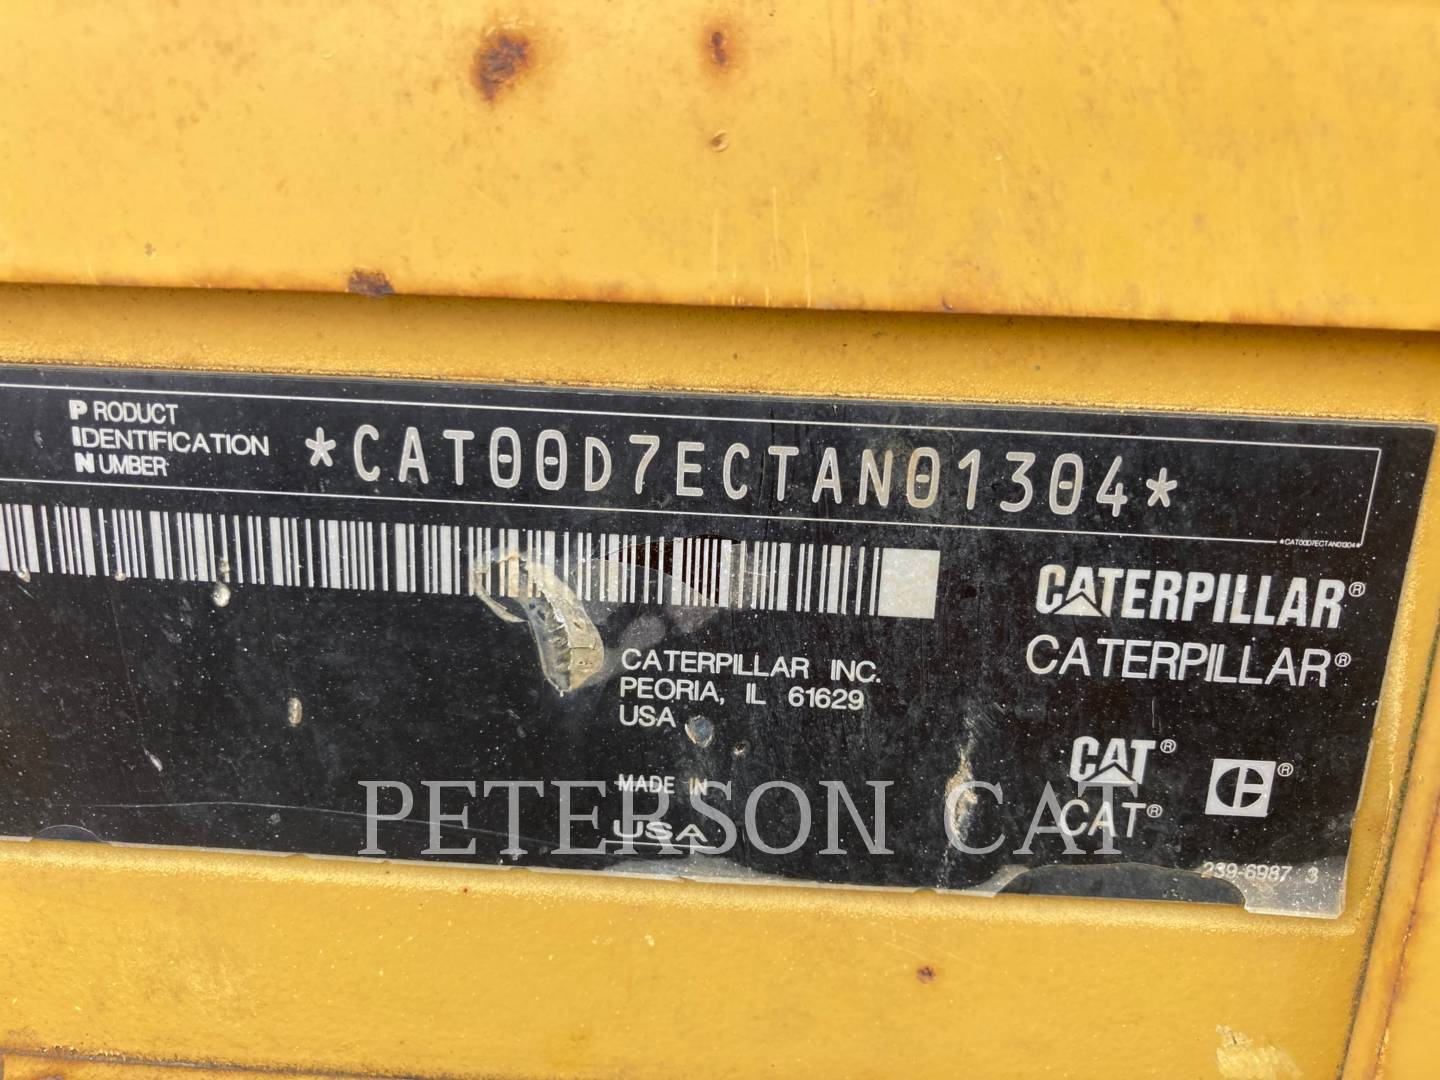 PRODUCT
IDENTIFICATION
NUMBER
*CAT00D7ECTAN01304*
*CAT00D7ECTAN01304*
CATERPILLAR®
CATERPILLAR®
CATERPILLAR INC.
PEORIA, IL 61629
USA
MADE IN
USA
CAT®
CAT®
C®
239-6987 3
PETERSON CAT